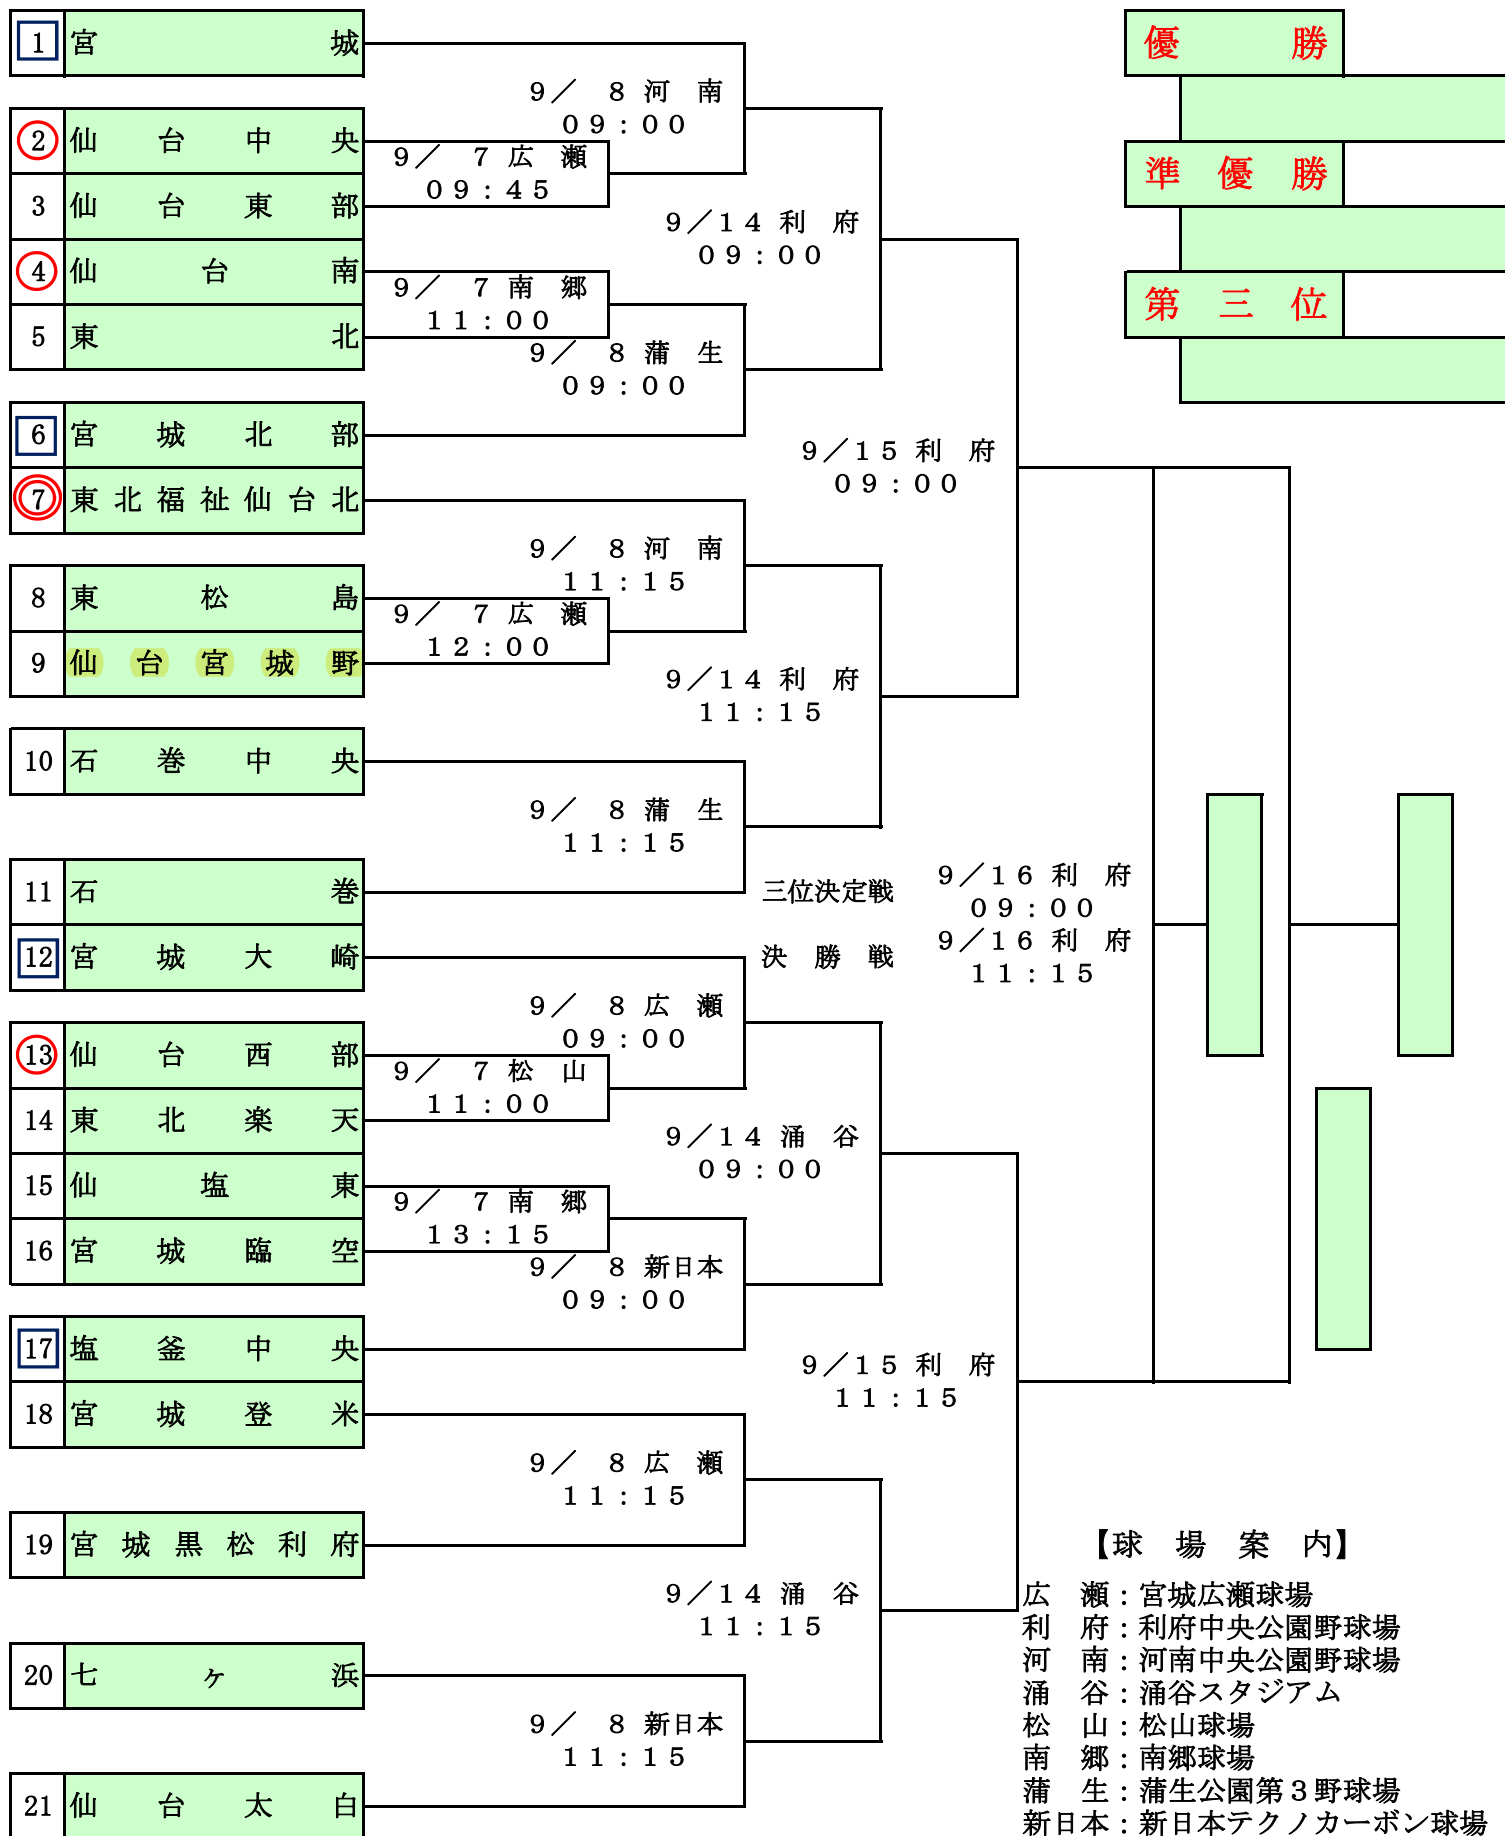 1 宮城
優勝
9／ 8 河南
09：00
2 仙台中央
9／ 7 広瀬
09：45
準優勝
3 仙台東部
9／14 利府
09：00
4 仙台南
9／ 7 南郷
11：00
第三位
5 東北
9／ 8 蒲生
09：00
6 宮城北部
9／15 利府
09：00
7 東北福祉仙台北
9／ 8 河南
11：15
8 東松島
9／ 7 広瀬
12：00
9 仙台宮城野
9／14 利府
11：15
10 石巻中央
9／ 8 蒲生
11：15
11 石巻
三位決定戦
9／16 利府
09：00
12 宮城大崎
決勝戦
9／16 利府
11：15
9／ 8 広瀬
09：00
13 仙台西部
9／ 7 松山
11：00
14 東北楽天
9／14 涌谷
09：00
15 仙塩東
9／ 7 南郷
13：15
16 宮城臨空
9／ 8 新日本
09：00
17 塩釜中央
9／15 利府
11：15
18 宮城登米
9／ 8 広瀬
11：15
19 宮城黒松利府
9／14 涌谷
11：15
20 七ヶ浜
9／ 8 新日本
11：15
21 仙台太白
【球場案内】
広瀬：宮城広瀬球場
利府：利府中央公園野球場
河南：河南中央公園野球場
涌谷：涌谷スタジアム
松山：松山球場
南郷：南郷球場
蒲生：蒲生公園第３野球場
新日本：新日本テクノカーボン球場